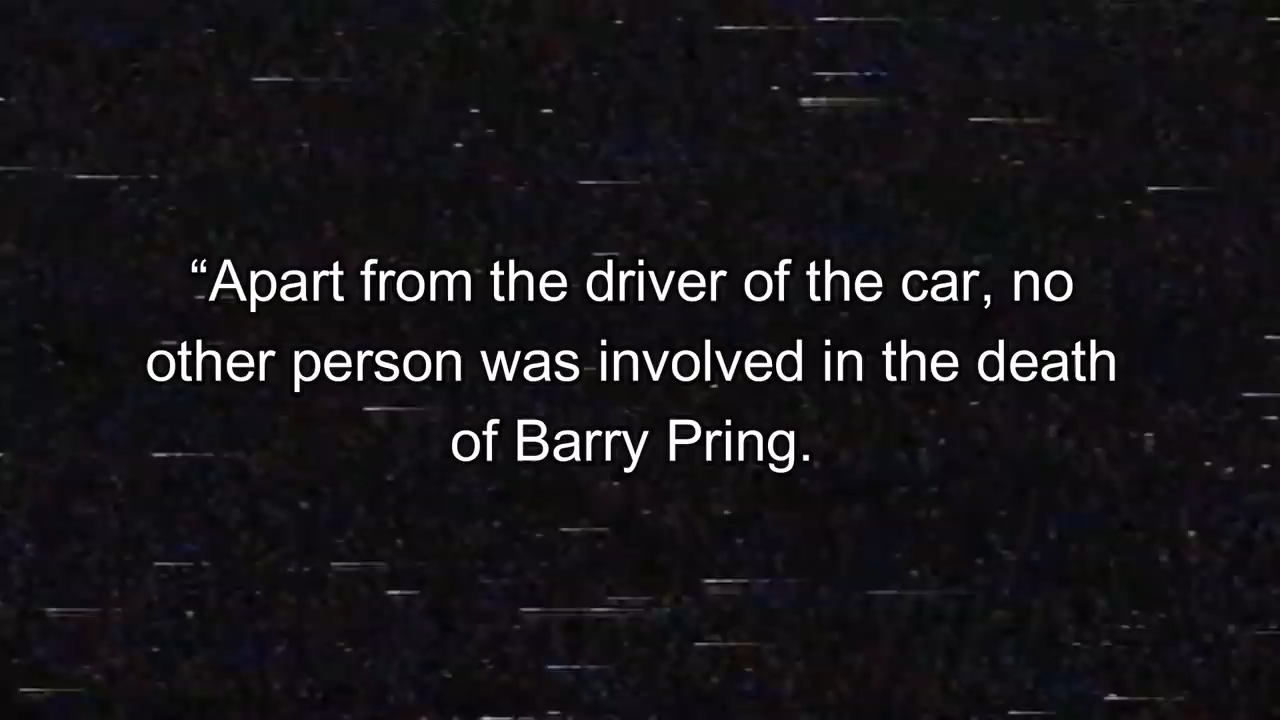 “Apart from the driver of the car, no
other person was involved in the death
of Barry Pring.